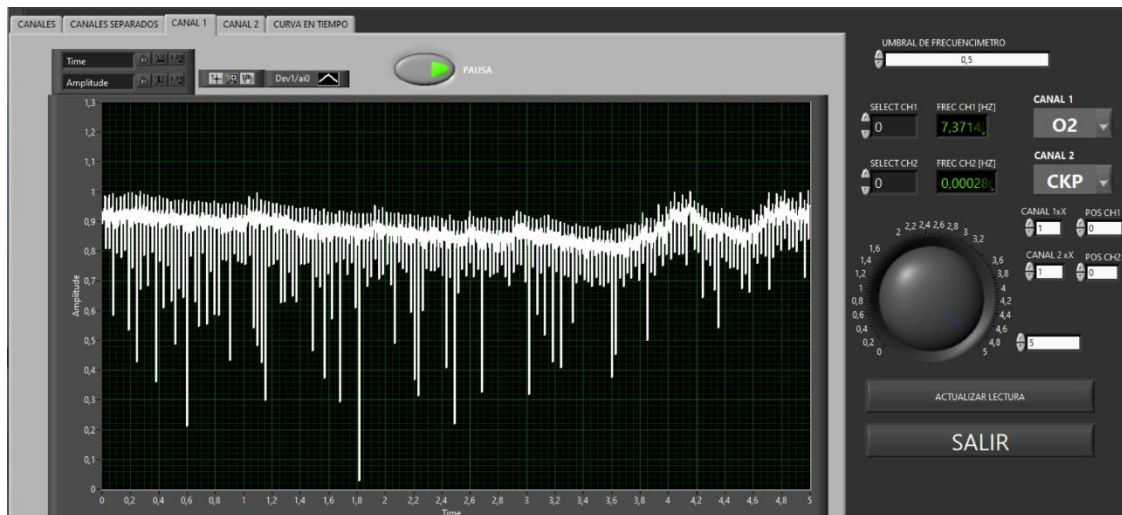 CANALES CANALES SEPARADOS CANAL 1 CANAL 2 CURVA EN TIEMPO
Time
Amplitude
Dev1/ai0
PAUSA
1,3
1,2
1,1
1
0,9
0,8
0,7
0,6
0,5
0,4
0,3
0,2
0,1
0
Amplitude
0 0,2 0,4 0,6 0,8 1 1,2 1,4 1,6 1,8 2 2,2 2,4 2,6 2,8 3 3,2 3,4 3,6 3,8 4 4,2 4,4 4,6 4,8 5
Time
UMBRAL DE FRECUENCIMETRO
0,5
SELECT CH1 FREC CH1 [HZ] CANAL 1
0 7,3714 O2
SELECT CH2 FREC CH2 [HZ] CANAL 2
0 0,00028 CKP
CANAL 1xX POS CH1
1 0
CANAL 2 xX POS CH2
1 0
0 0,2 0,4 0,6 0,8 1 1,2 1,4 1,6 2 2,2 2,4 2,6 2,8 3 3,2 3,6 3,8 4 4,2 4,4 4,6 4,8 5
5
ACTUALIZAR LECTURA
SALIR